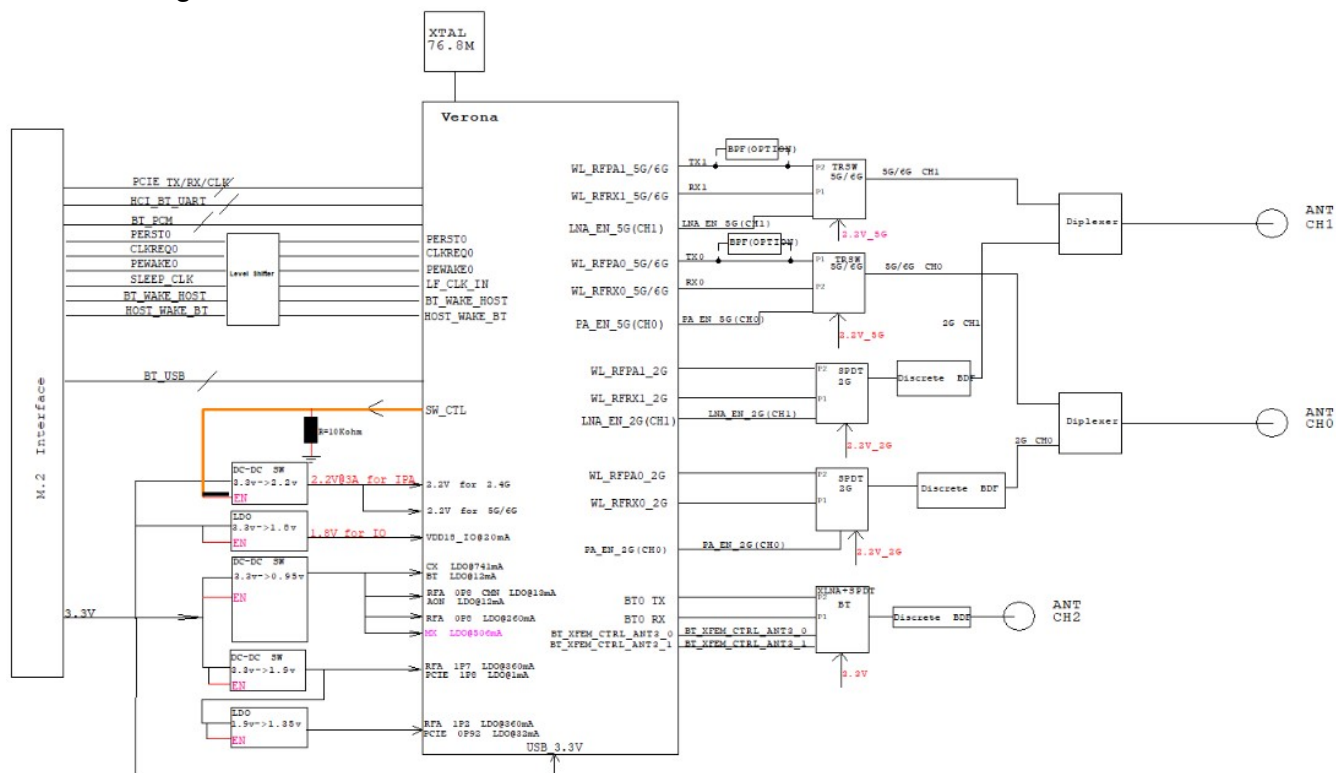 XTAL
76.8M
Verona
M.2 Interface
PCIE TX/RX/CLK
HCI_BT_UART
BT_PCM
PERST0
CLKREQ0
PEWAKE0
SLEEP_CLK
BT_WAKE_HOST
HOST_WAKE_BT
Level Shifter
PERST0
CLKREQ0
PEWAKE0
LF_CLK_IN
BT_WAKE_HOST
HOST_WAKE_BT
BT_USB
SW_CTL
R=10Kohm
DC-DC SW
3.3v->2.2v
EN
2.2V@3A for IPA
2.2V for 2.4G
2.2V for 5G/6G
LDO
3.3v->1.8v
EN
1.8V for IO
VDD18_IO@20mA
DC-DC SW
3.3v->0.95v
EN
CX LDO@741mA
BT LDO@12mA
RFA 0P8 CMN LDO@13mA
AON LDO@12mA
RFA 0P8 LDO@260mA
MX LDO@506mA
3.3V
DC-DC SW
3.3v->1.9v
EN
RFA 1P7 LDO@360mA
PCIE 1P8 LDO@1mA
LDO
1.9v->1.35v
EN
RFA 1P2 LDO@360mA
PCIE 0P92 LDO@32mA
USB_3.3V
WL_RFPA1_5G/6G
WL_RFRX1_5G/6G
LNA_EN_5G(CH1)
WL_RFPA0_5G/6G
WL_RFRX0_5G/6G
PA_EN_5G(CH0)
WL_RFPA1_2G
WL_RFRX1_2G
LNA_EN_2G(CH1)
WL_RFPA0_2G
WL_RFRX0_2G
PA_EN_2G(CH0)
BT0 TX
BT0 RX
BT_XFEM_CTRL_ANT3_0
BT_XFEM_CTRL_ANT3_1
TX1
BPF(OPTION)
RX1
LNA_EN_5G(CH1)
P2
TRSW
5G/6G
P1
2.2V_5G
5G/6G CH1
TX0
BPF(OPTION)
RX0
PA_EN_5G(CH0)
P1
TRSW
5G/6G
P2
2.2V_5G
5G/6G CH0
LNA_EN_2G(CH1)
P2
SPDT
2G
P1
2.2V_2G
Discrete BDF
2G CH1
PA_EN_2G(CH0)
P2
SPDT
2G
P1
2.2V_2G
Discrete BDF
2G CH0
BT_XFEM_CTRL_ANT3_0
BT_XFEM_CTRL_ANT3_1
P2
XLNA+SPDT
BT
P1
2.3V
Discrete BDF
Diplexer
ANT
CH1
Diplexer
ANT
CH0
ANT
CH2